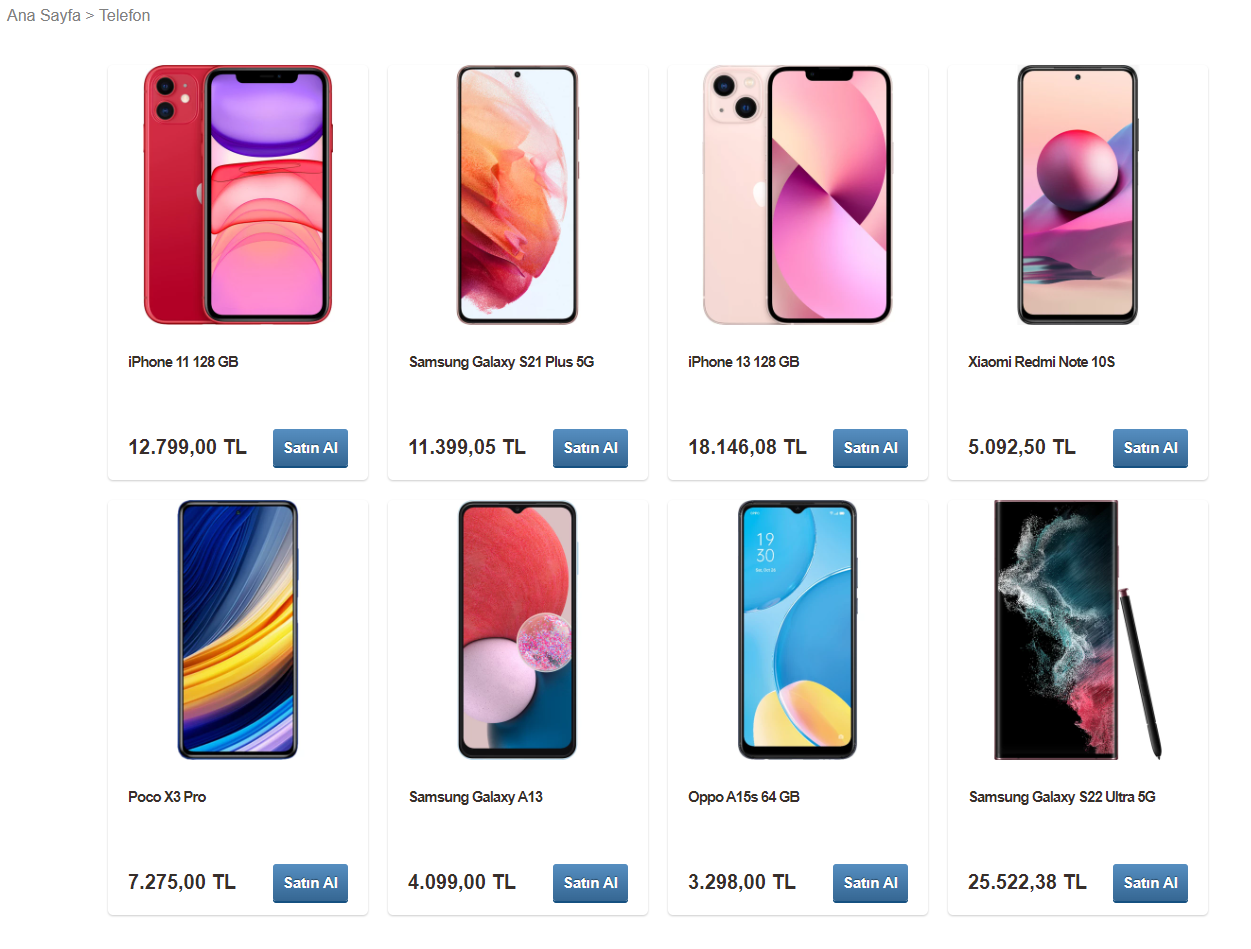 Ana Sayfa > Telefon
iPhone 11 128 GB
12.799,00 TL
Satın Al
Samsung Galaxy S21 Plus 5G
11.399,05 TL
Satın Al
iPhone 13 128 GB
18.146,08 TL
Satın Al
Xiaomi Redmi Note 10S
5.092,50 TL
Satın Al
Poco X3 Pro
7.275,00 TL
Satın Al
Samsung Galaxy A13
4.099,00 TL
Satın Al
19
30
Oppo A15s 64 GB
3.298,00 TL
Satın Al
Samsung Galaxy S22 Ultra 5G
25.522,38 TL
Satın Al